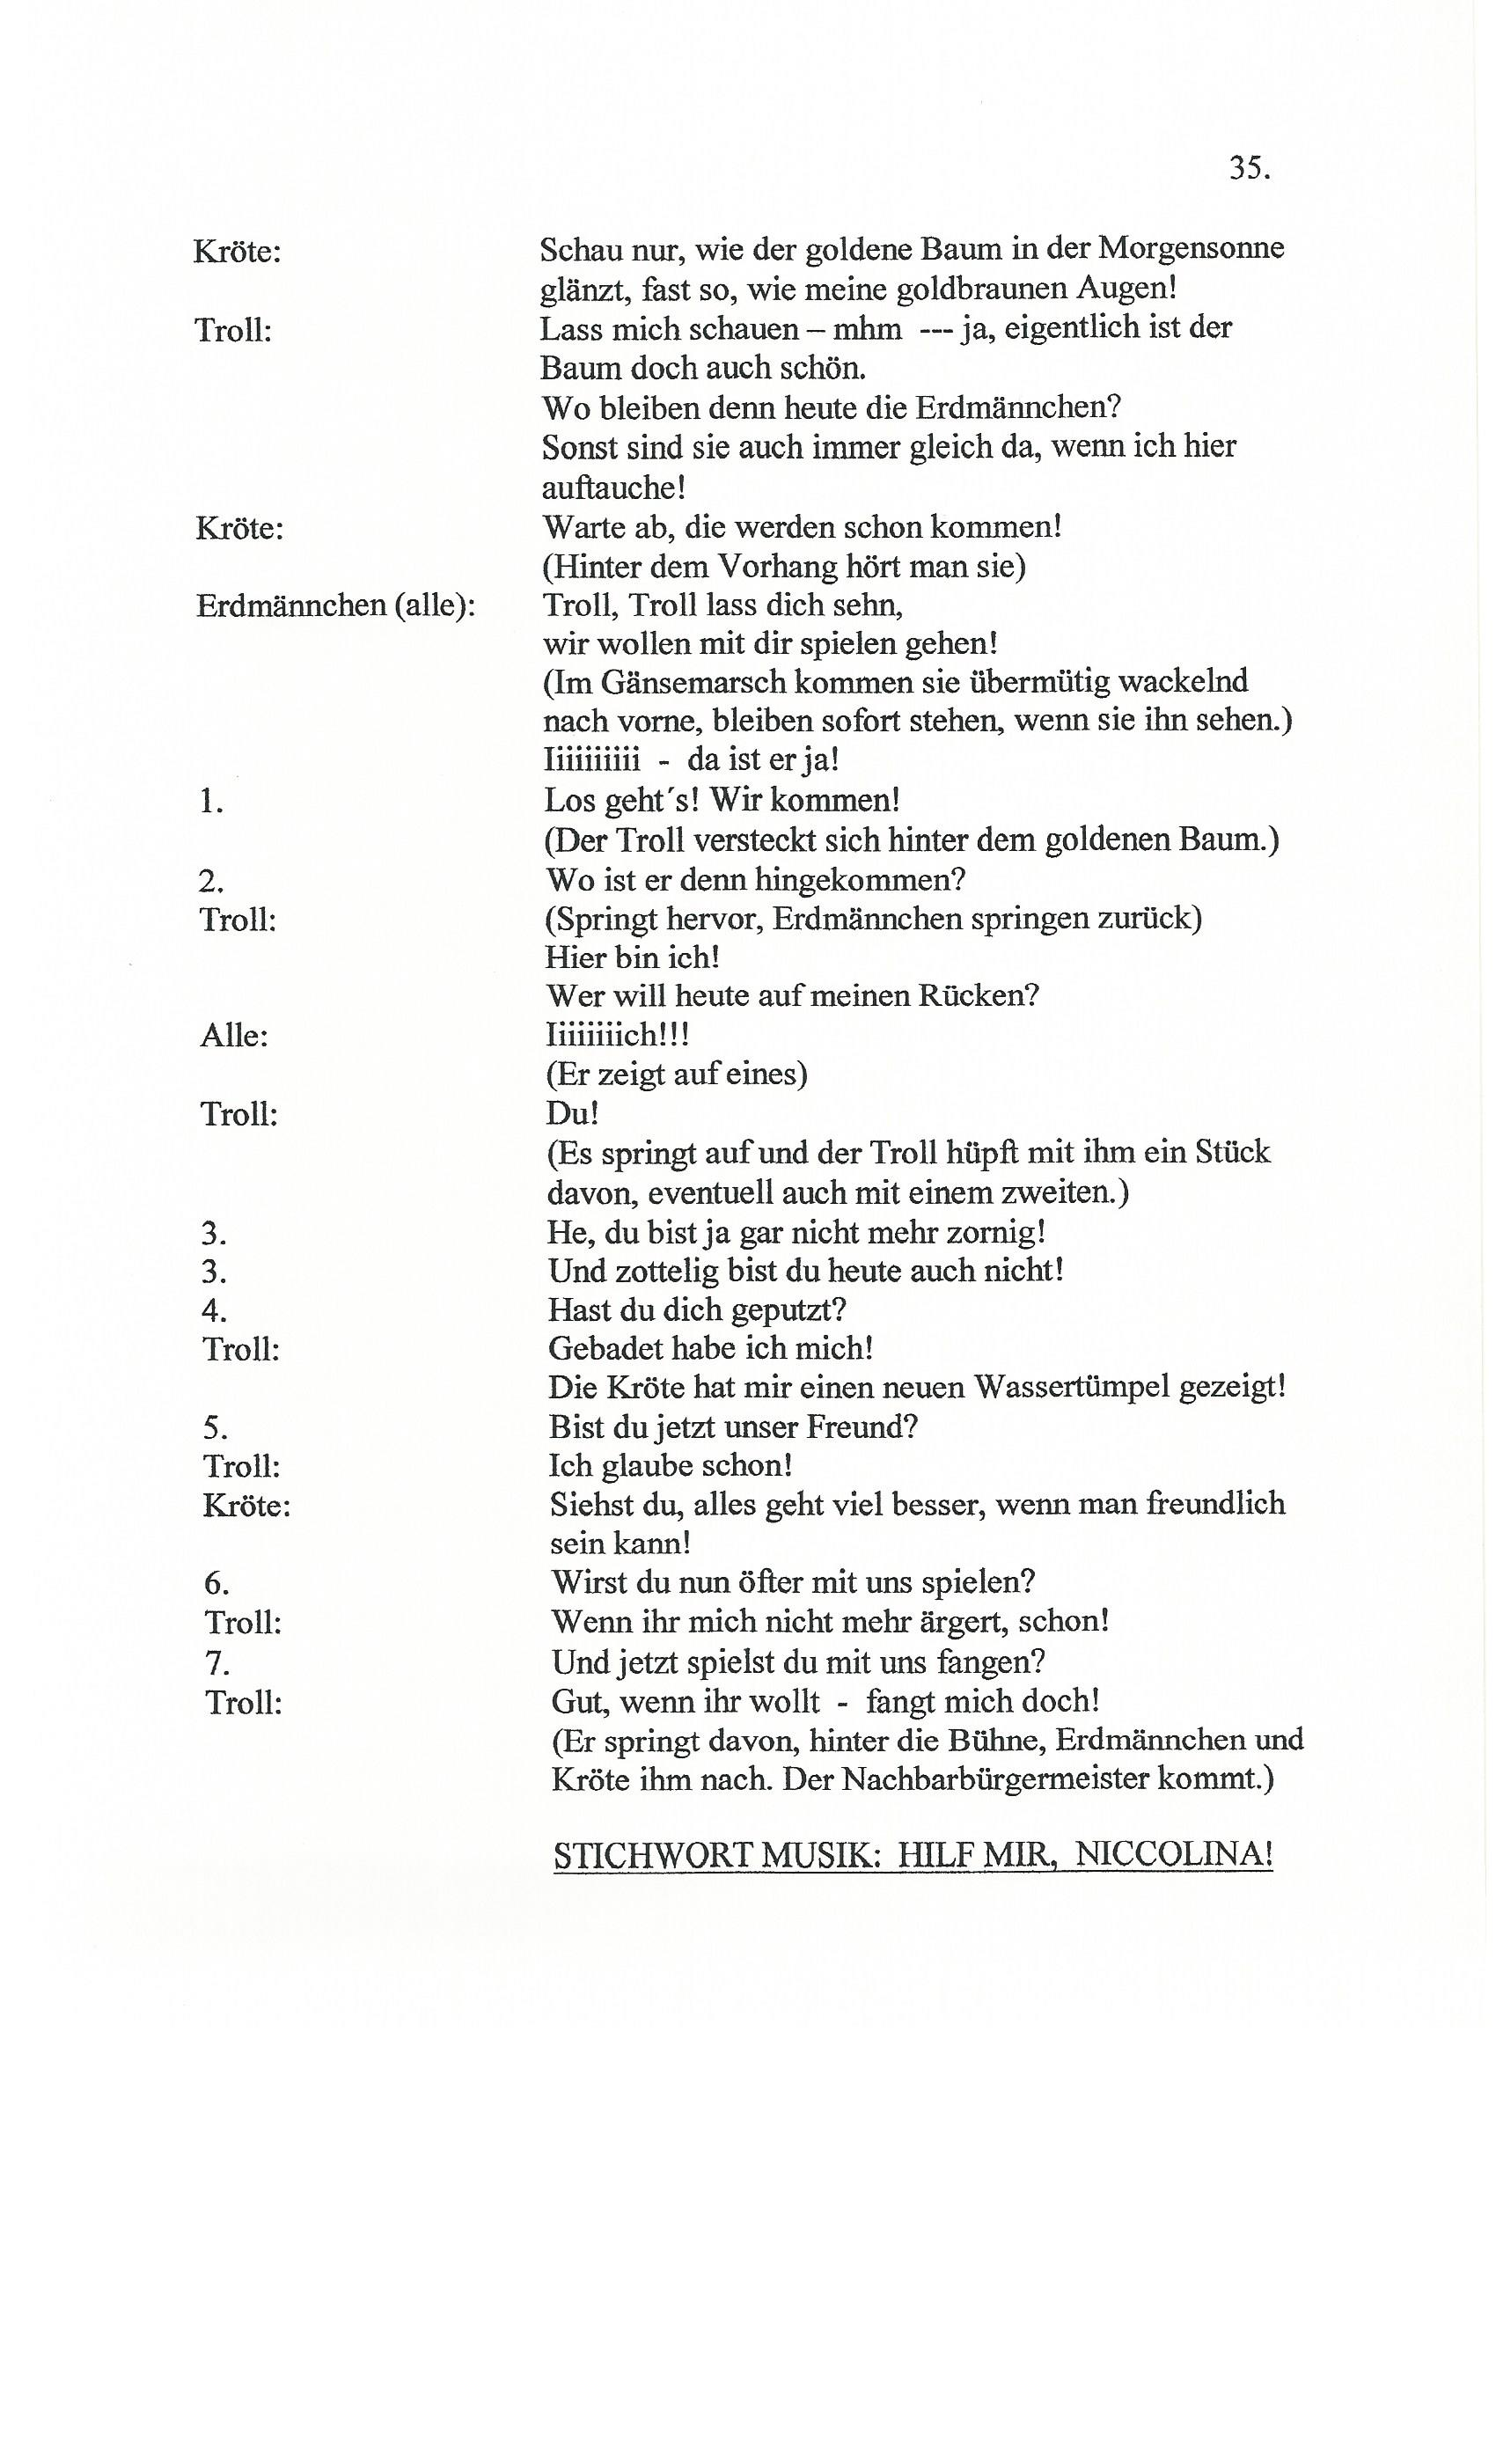 35.
Kröte: Schau nur, wie der goldene Baum in der Morgensonne
glänzt, fast so, wie meine goldbraunen Augen!
Troll: Lass mich schauen – mhm --- ja, eigentlich ist der
Baum doch auch schön.
Wo bleiben denn heute die Erdmännchen?
Sonst sind sie auch immer gleich da, wenn ich hier
auftauche!
Kröte: Warte ab, die werden schon kommen!
(Hinter dem Vorhang hört man sie)
Erdmännchen (alle): Troll, Troll lass dich sehn,
wir wollen mit dir spielen gehen!
(Im Gänsemarsch kommen sie übermütig wackelnd
nach vorne, bleiben sofort stehen, wenn sie ihn sehen.)
Iiiiiiiiii - da ist er ja!
1. Los geht´s! Wir kommen!
(Der Troll versteckt sich hinter dem goldenen Baum.)
2. Wo ist er denn hingekommen?
Troll: (Springt hervor, Erdmännchen springen zurück)
Hier bin ich!
Wer will heute auf meinen Rücken?
Alle: Iiiiiiiich!!!
(Er zeigt auf eines)
Troll: Du!
(Es springt auf und der Troll hüpft mit ihm ein Stück
davon, eventuell auch mit einem zweiten.)
3. He, du bist ja gar nicht mehr zornig!
3. Und zottelig bist du heute auch nicht!
4. Hast du dich geputzt?
Troll: Gebadet habe ich mich!
Die Kröte hat mir einen neuen Wassertümpel gezeigt!
5. Bist du jetzt unser Freund?
Troll: Ich glaube schon!
Kröte: Siehst du, alles geht viel besser, wenn man freundlich
sein kann!
6. Wirst du nun öfter mit uns spielen?
Troll: Wenn ihr mich nicht mehr ärgert, schon!
7. Und jetzt spielst du mit uns fangen?
Troll: Gut, wenn ihr wollt - fangt mich doch!
(Er springt davon, hinter die Bühne, Erdmännchen und
Kröte ihm nach. Der Nachbarbürgermeister kommt.)
STICHWORT MUSIK: HILF MIR, NICCOLINA!